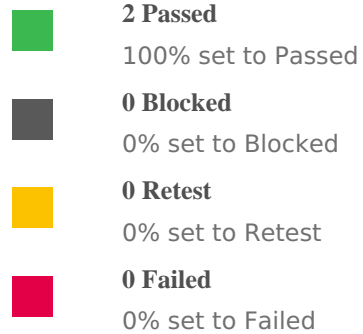 2 Passed
100% set to Passed
0 Blocked
0% set to Blocked
0 Retest
0% set to Retest
0 Failed
0% set to Failed